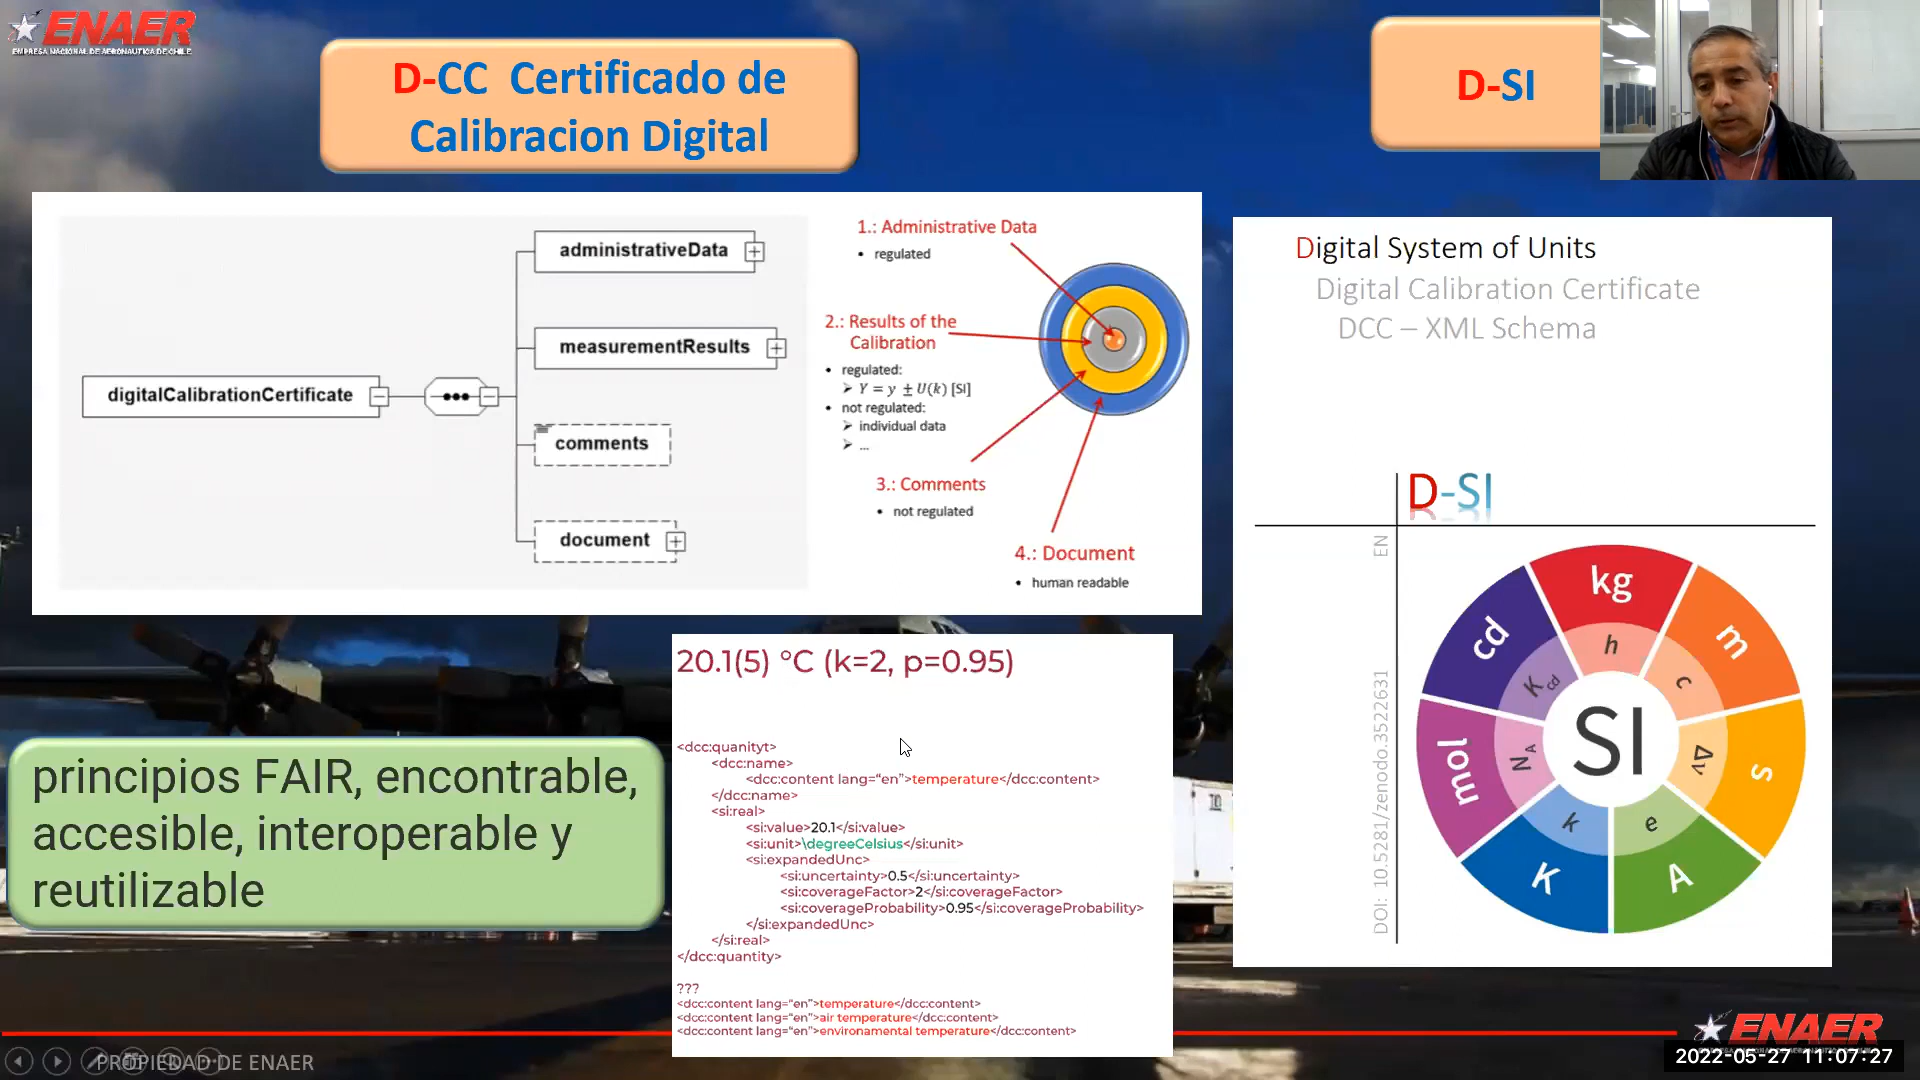 ENAER
EMPRESA NACIONAL DE AERONAUTICA DE CHILE
D-CC Certificado de
Calibracion Digital
D-SI
digitalCalibrationCertificate
administrativeData
measurementResults
comments
document
1.: Administrative Data
• regulated
2.: Results of the
Calibration
• regulated:
➢ Y = y ± U(k) [SI]
• not regulated:
➢ individual data
➢ ...
3.: Comments
• not regulated
4.: Document
• human readable
Digital System of Units
Digital Calibration Certificate
DCC – XML Schema
D-SI
EN
DOI: 10.5281/zenodo.3522631
kg
m
s
A
K
mol
cd
h
c
Δν
e
k
NA
Kcd
SI
principios FAIR, encontrable,
accesible, interoperable y
reutilizable
20.1(5) °C (k=2, p=0.95)
<dcc:quanityt>
<dcc:name>
<dcc:content lang="en">temperature</dcc:content>
</dcc:name>
<si:real>
<si:value>20.1</si:value>
<si:unit>\degreeCelsius</si:unit>
<si:expandedUnc>
<si:uncertainty>0.5</si:uncertainty>
<si:coverageFactor>2</si:coverageFactor>
<si:coverageProbability>0.95</si:coverageProbability>
</si:expandedUnc>
</si:real>
</dcc:quantity>
???
<dcc:content lang="en">temperature</dcc:content>
<dcc:content lang="en">air temperature</dcc:content>
<dcc:content lang="en">environamental temperature</dcc:content>
PROPIEDAD DE ENAER
ENAER
2022-05-27 11:07:27